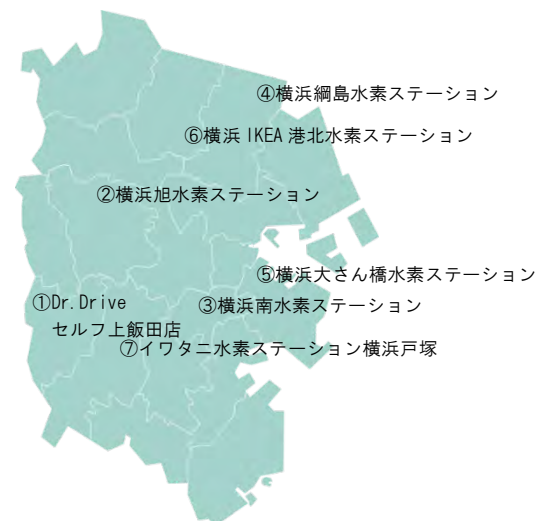 ④横浜綱島水素ステーション
⑥横浜 IKEA 港北水素ステーション
②横浜旭水素ステーション
⑤横浜大さん橋水素ステーション
①Dr.Drive
セルフ上飯田店
③横浜南水素ステーション
⑦イワタニ水素ステーション横浜戸塚